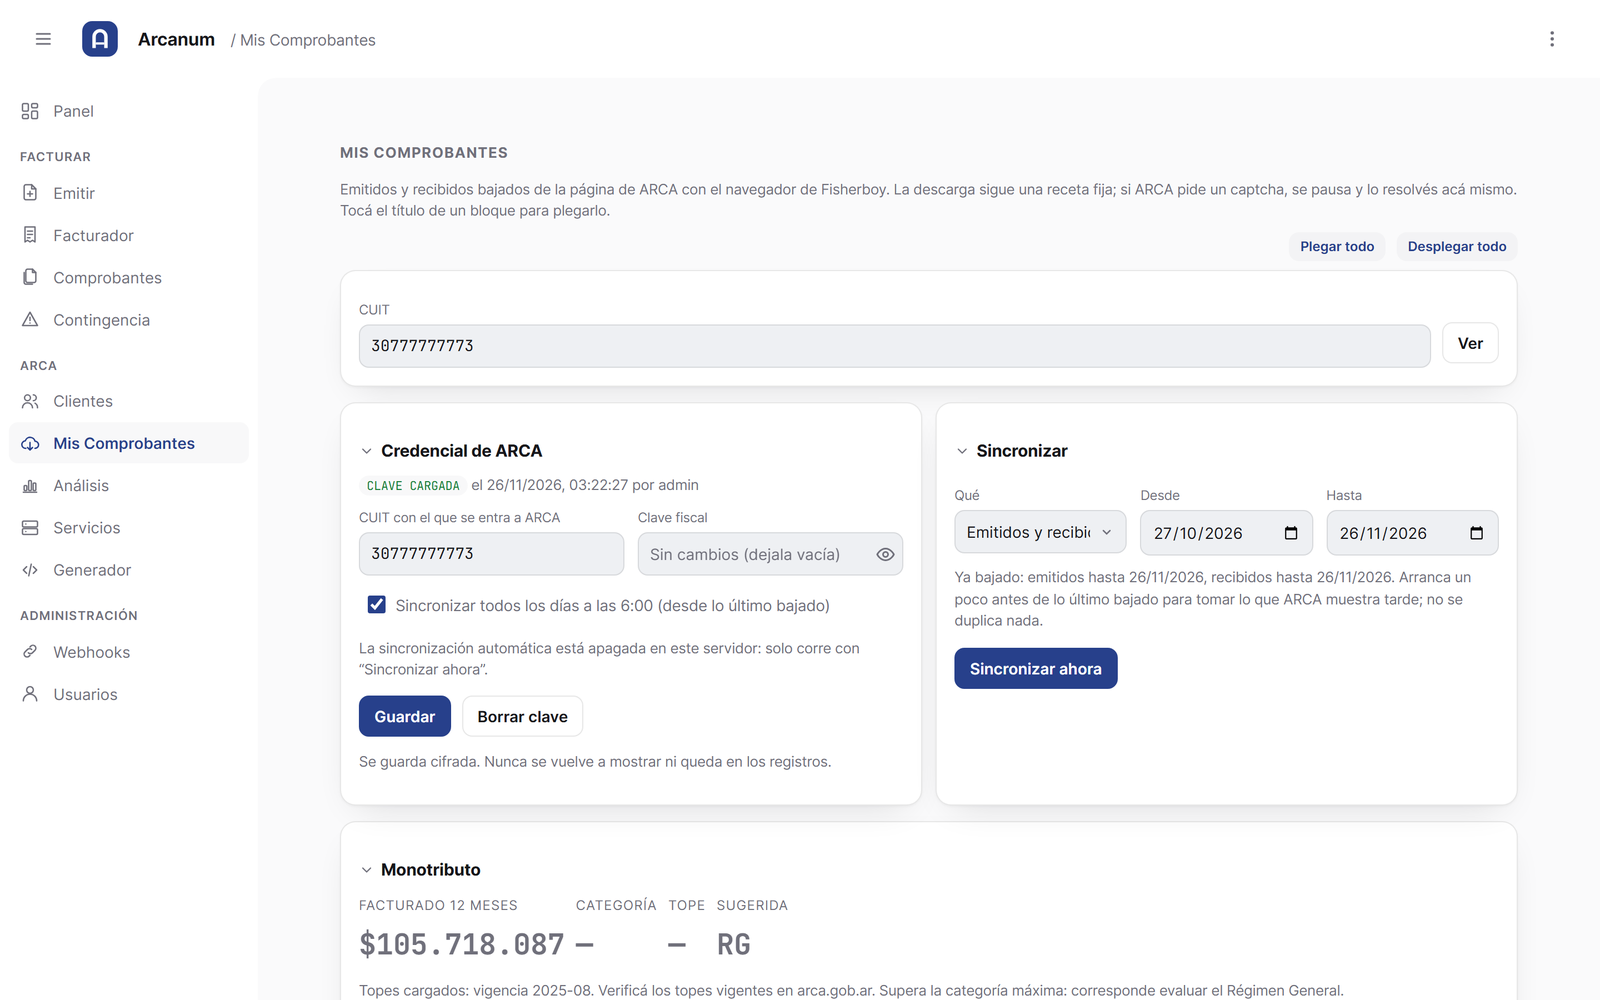 Arcanum / Mis Comprobantes
Panel
FACTURAR
Emitir
Facturador
Comprobantes
Contingencia
ARCA
Clientes
Mis Comprobantes
Análisis
Servicios
Generador
ADMINISTRACIÓN
Webhooks
Usuarios
MIS COMPROBANTES
Emitidos y recibidos bajados de la página de ARCA con el navegador de Fisherboy. La descarga sigue una receta fija; si ARCA pide un captcha, se pausa y lo resolvés acá mismo.
Tocá el título de un bloque para plegarlo.
Plegar todo
Desplegar todo
CUIT
30777777773
Ver
Credencial de ARCA
CLAVE CARGADA el 26/11/2026, 03:22:27 por admin
CUIT con el que se entra a ARCA
Clave fiscal
30777777773
Sin cambios (dejala vacía)
Sincronizar todos los días a las 6:00 (desde lo último bajado)
La sincronización automática está apagada en este servidor: solo corre con
“Sincronizar ahora”.
Guardar
Borrar clave
Se guarda cifrada. Nunca se vuelve a mostrar ni queda en los registros.
Sincronizar
Qué
Desde
Hasta
Emitidos y recibi
27/10/2026
26/11/2026
Ya bajado: emitidos hasta 26/11/2026, recibidos hasta 26/11/2026. Arranca un
poco antes de lo último bajado para tomar lo que ARCA muestra tarde; no se
duplica nada.
Sincronizar ahora
Monotributo
FACTURADO 12 MESES
CATEGORÍA
TOPE
SUGERIDA
$105.718.087
—
—
RG
Topes cargados: vigencia 2025-08. Verificá los topes vigentes en arca.gob.ar. Supera la categoría máxima: corresponde evaluar el Régimen General.